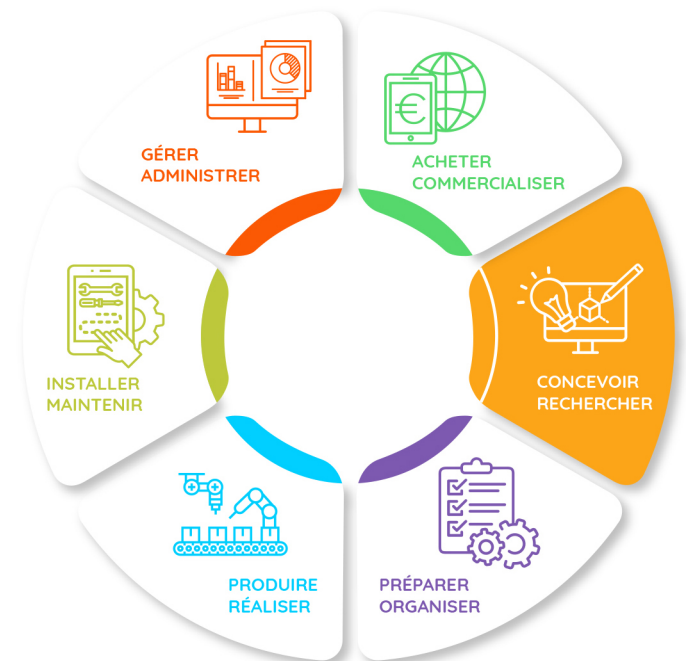 GÉRER
ADMINISTRER
ACHETER
COMMERCIALISER
INSTALLER
MAINTENIR
CONCEVOIR
RECHERCHER
PRODUIRE
RÉALISER
PRÉPARER
ORGANISER